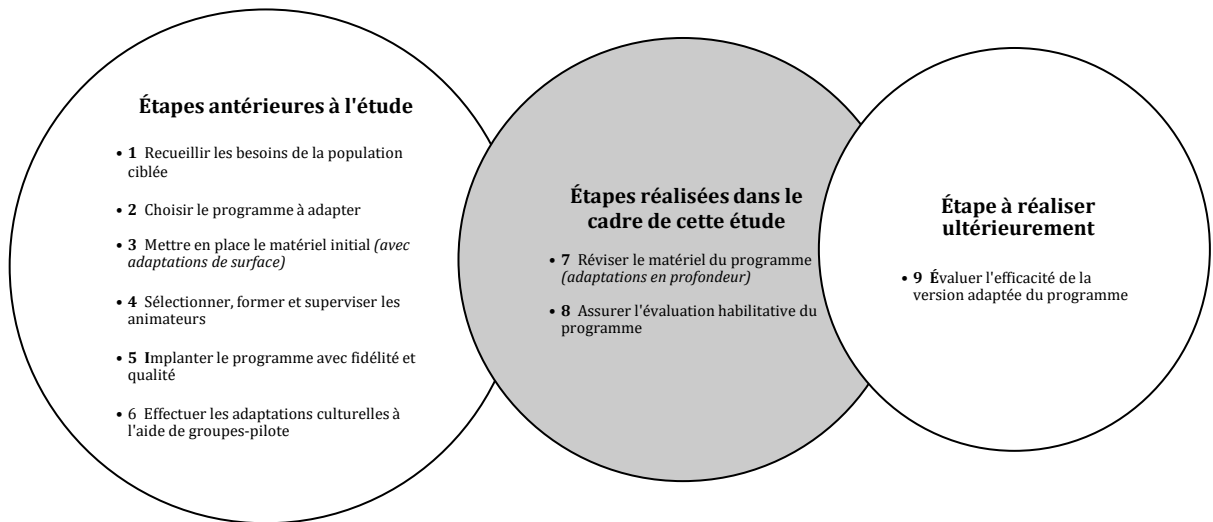 Étapes antérieures à l'étude
• 1 Recueillir les besoins de la population
ciblée
• 2 Choisir le programme à adapter
• 3 Mettre en place le matériel initial (avec
adaptations de surface)
• 4 Sélectionner, former et superviser les
animateurs
• 5 Implanter le programme avec fidélité et
qualité
• 6 Effectuer les adaptations culturelles à
l'aide de groupes-pilote
Étapes réalisées dans le
cadre de cette étude
• 7 Réviser le matériel du programme
(adaptations en profondeur)
• 8 Assurer l'évaluation habilitative du
programme
Étape à réaliser
ultérieurement
• 9 Évaluer l'efficacité de la
version adaptée du programme